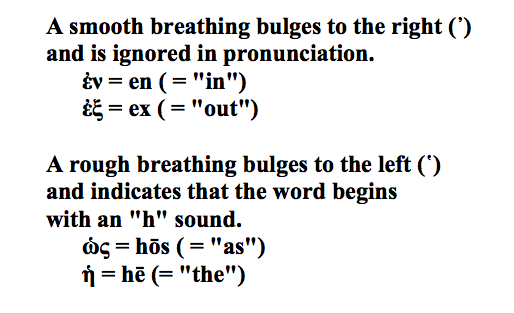 A smooth breathing bulges to the right (᾿)
and is ignored in pronunciation.
ἐν = en ( = "in")
ἐξ = ex ( = "out")
A rough breathing bulges to the left (῾)
and indicates that the word begins
with an "h" sound.
ὡς = hōs ( = "as")
ἡ = hē (= "the")